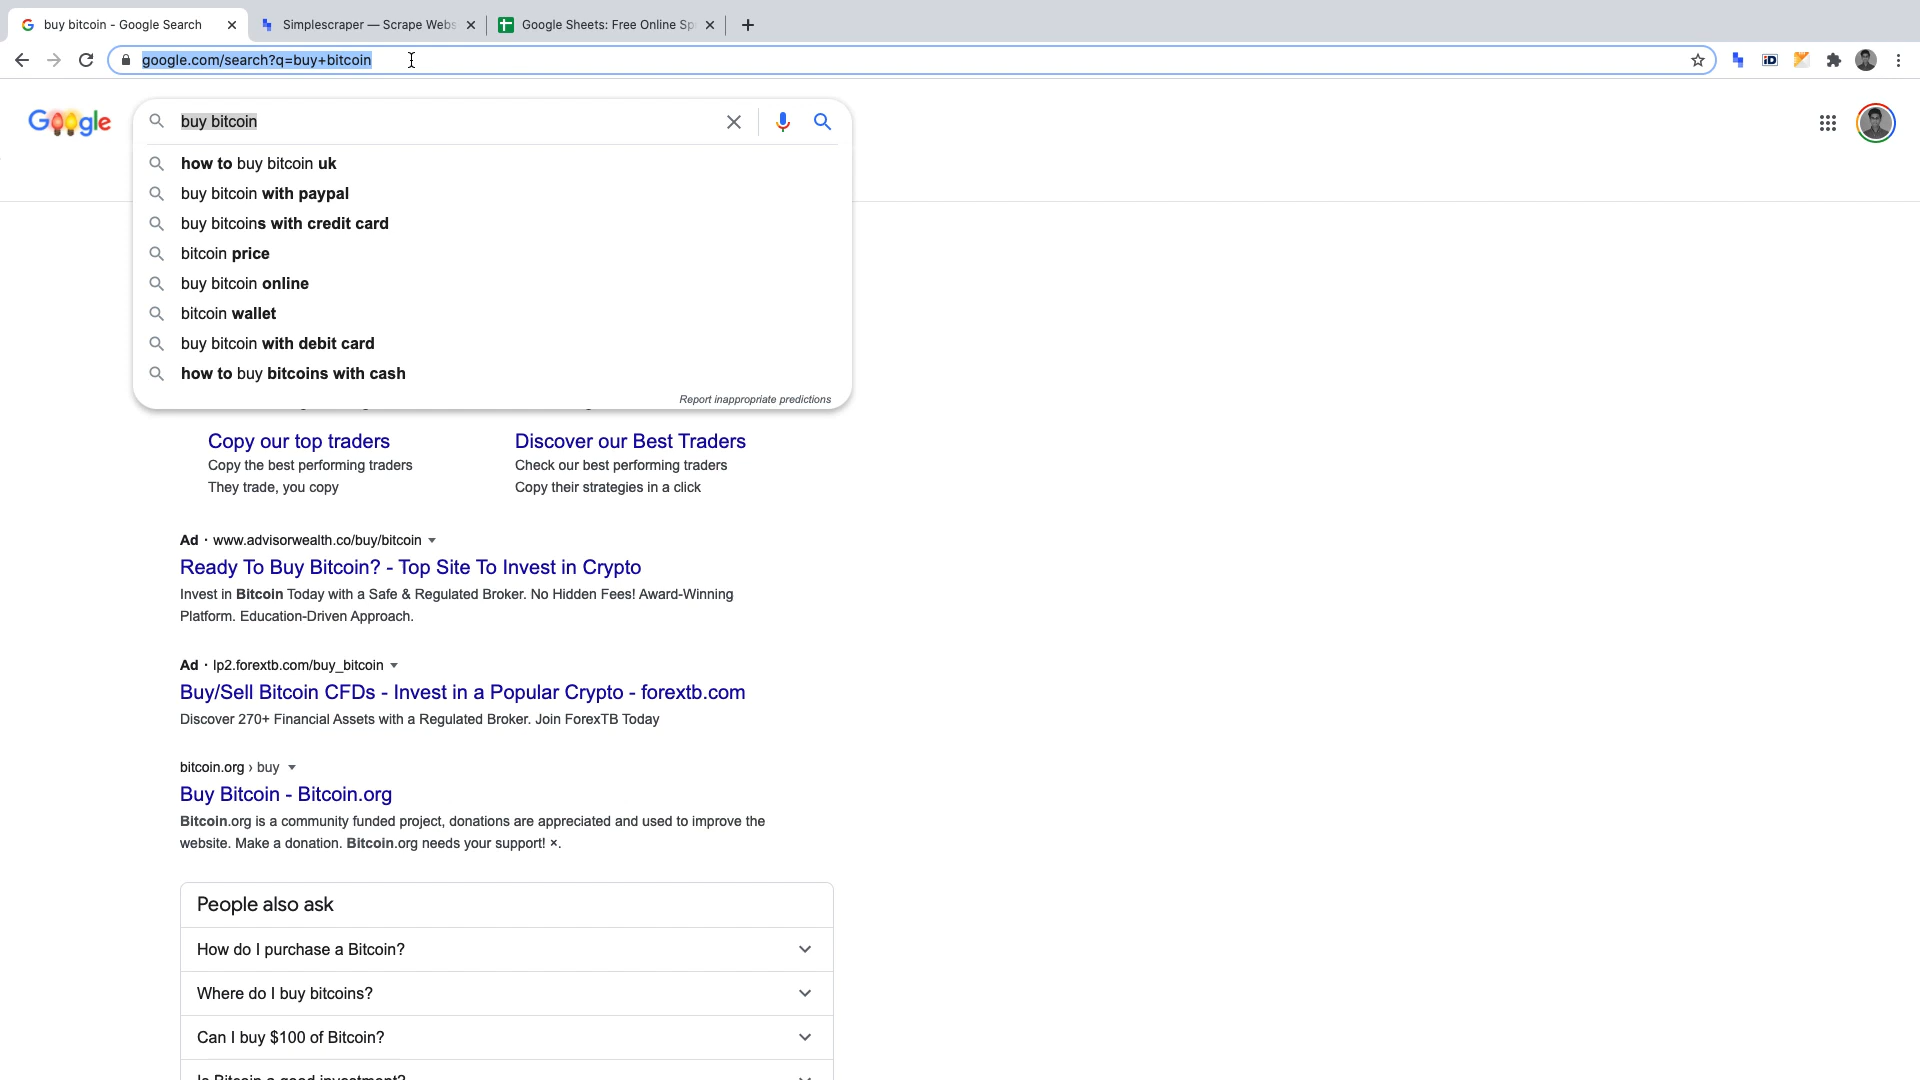 buy bitcoin - Google Search
Simplescraper — Scrape Webs
Google Sheets: Free Online Sp
google.com/search?q=buy+bitcoin
iD
Google
buy bitcoin
how to buy bitcoin uk
buy bitcoin with paypal
buy bitcoins with credit card
bitcoin price
buy bitcoin online
bitcoin wallet
buy bitcoin with debit card
how to buy bitcoins with cash
Report inappropriate predictions
Copy our top traders
Copy the best performing traders
They trade, you copy
Discover our Best Traders
Check our best performing traders
Copy their strategies in a click
Ad · www.advisorwealth.co/buy/bitcoin
Ready To Buy Bitcoin? - Top Site To Invest in Crypto
Invest in Bitcoin Today with a Safe & Regulated Broker. No Hidden Fees! Award-Winning
Platform. Education-Driven Approach.
Ad · lp2.forextb.com/buy_bitcoin
Buy/Sell Bitcoin CFDs - Invest in a Popular Crypto - forextb.com
Discover 270+ Financial Assets with a Regulated Broker. Join ForexTB Today
bitcoin.org › buy
Buy Bitcoin - Bitcoin.org
Bitcoin.org is a community funded project, donations are appreciated and used to improve the
website. Make a donation. Bitcoin.org needs your support! ×.
People also ask
How do I purchase a Bitcoin?
Where do I buy bitcoins?
Can I buy $100 of Bitcoin?
Is Bitcoin a good investment?